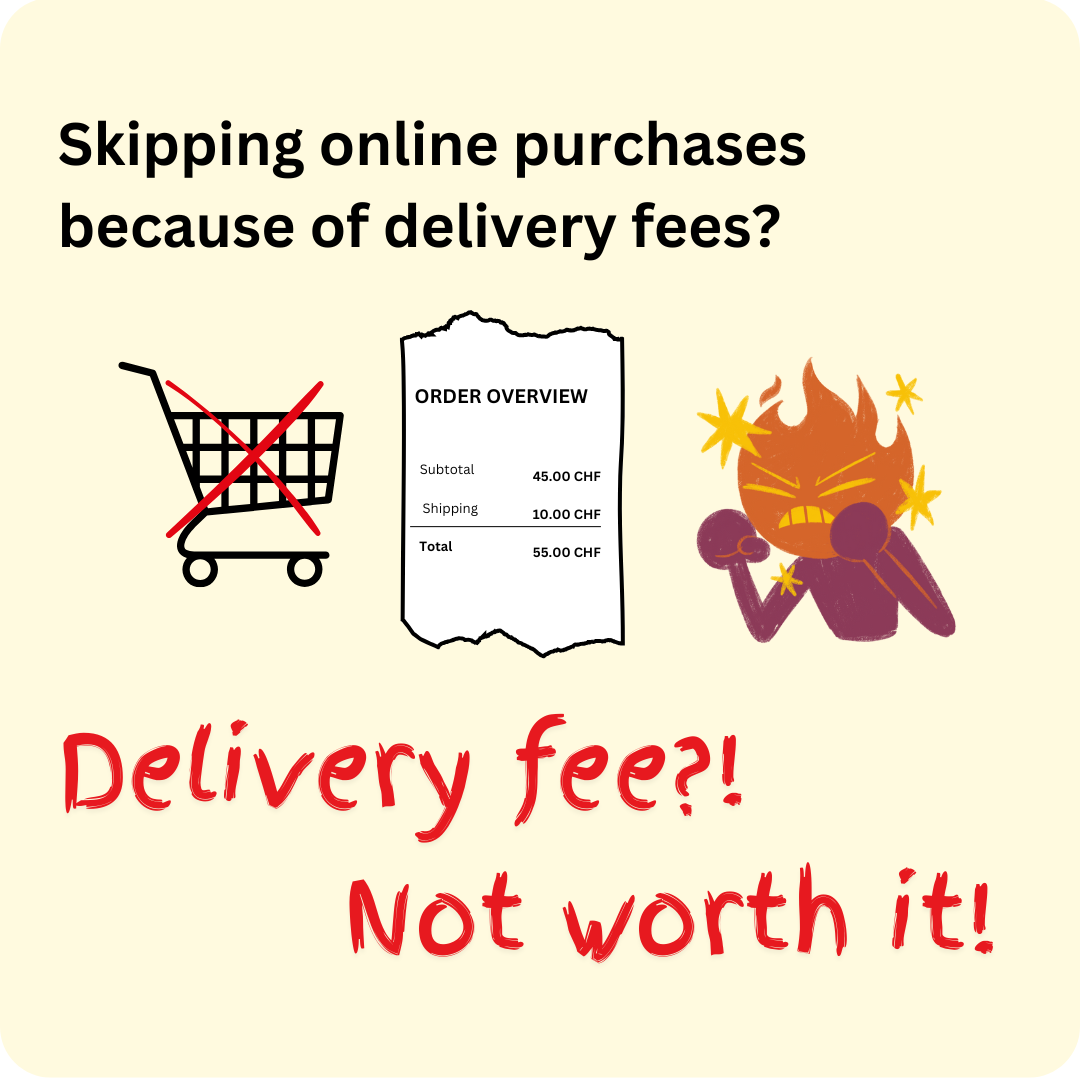 Skipping online purchases
because of delivery fees?
ORDER OVERVIEW
Subtotal 45.00 CHF
Shipping 10.00 CHF
Total 55.00 CHF
Delivery fee?!
Not worth it!